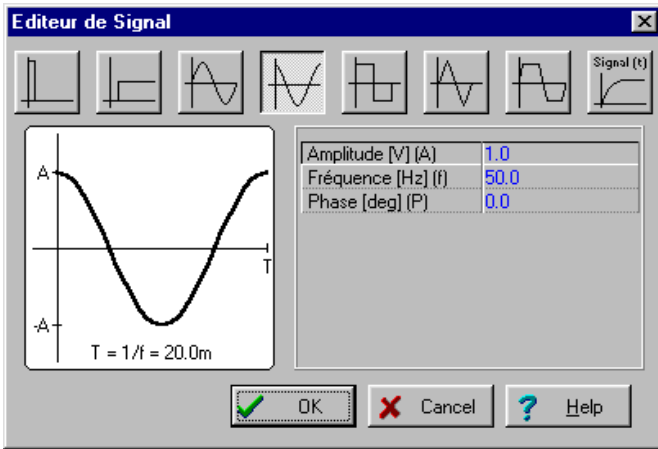 Editeur de Signal
Signal (t)
A
T
-A
T = 1/f = 20.0m
Amplitude [V] (A) 1.0
Fréquence [Hz] (f) 50.0
Phase [deg] (P) 0.0
OK Cancel ? Help